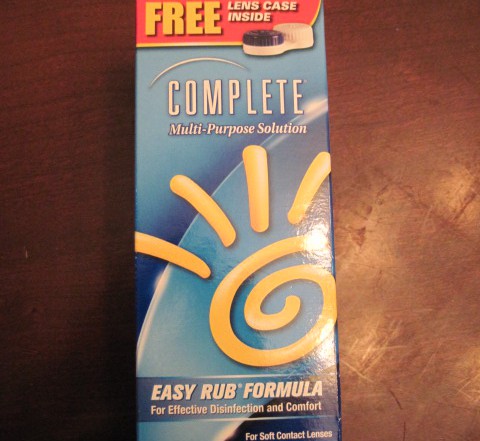 FREE LENS CASE
INSIDE
COMPLETE
Multi-Purpose Solution
EASY RUB® FORMULA
For Effective Disinfection and Comfort
For Soft Contact Lenses